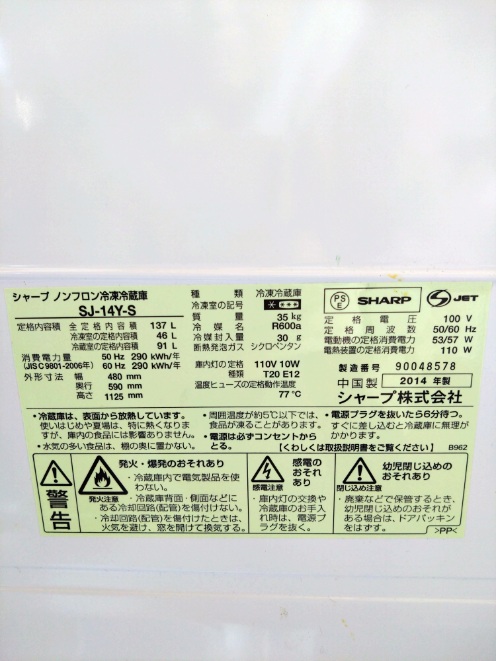 シャープ ノンフロン冷凍冷蔵庫
SJ-14Y-S
定格内容積 全定格内容積 137 L
冷凍室の定格内容積 46 L
冷蔵室の定格内容積 91 L
消費電力量 50 Hz 290 kWh/年
(JIS C 9801-2006年) 60 Hz 290 kWh/年
外形寸法 幅 480 mm
奥行 590 mm
高さ 1125 mm
種類 冷凍冷蔵庫
冷凍室の記号
質量 35 kg
冷媒名 R600a
冷媒封入量 30 g
断熱発泡ガス シクロペンタン
庫内灯の定格 110V 10W
種類 T20 E12
温度ヒューズの定格動作温度
77 ℃
PS
E
SHARP
S JET
定格電圧 100 V
定格周波数 50/60 Hz
電動機の定格消費電力 53/57 W
電熱装置の定格消費電力 110 W
製造番号 90048578
中国製 2014 年製
シャープ株式会社
・冷蔵庫は、表面から放熱しています。
使いはじめや夏場は、特に熱くなりま
すが、庫内の食品には影響ありません。
・水気の多い食品は、棚の奥に置かない。
・周囲温度が約5℃以下では、
食品が凍ることがあります。
・電源は必ずコンセントから
とる。
・電源プラグを抜いたら5 6分待つ。
すぐに差し込むと冷蔵庫に無理が
かかります。
【くわしくは取扱説明書をご覧ください】 B962
警告
発火・爆発のおそれあり
発火注意
・冷蔵庫内で電気製品を使
わない。
・冷蔵庫背面・側面などに
ある冷却回路(配管)を傷付けない。
・冷却回路(配管)を傷付けたときは、
火気を避け、窓を開けて換気する。
感電の
おそれ
あり
感電注意
・庫内灯の交換や
冷蔵庫のお手
入れ時は、電源プ
ラグを抜く。
幼児閉じ込めの
おそれあり
閉じ込め注意
・廃棄などで保管するとき、
幼児閉じ込めのおそれが
ある場合は、ドアパッキン
をはずす。
>PP<